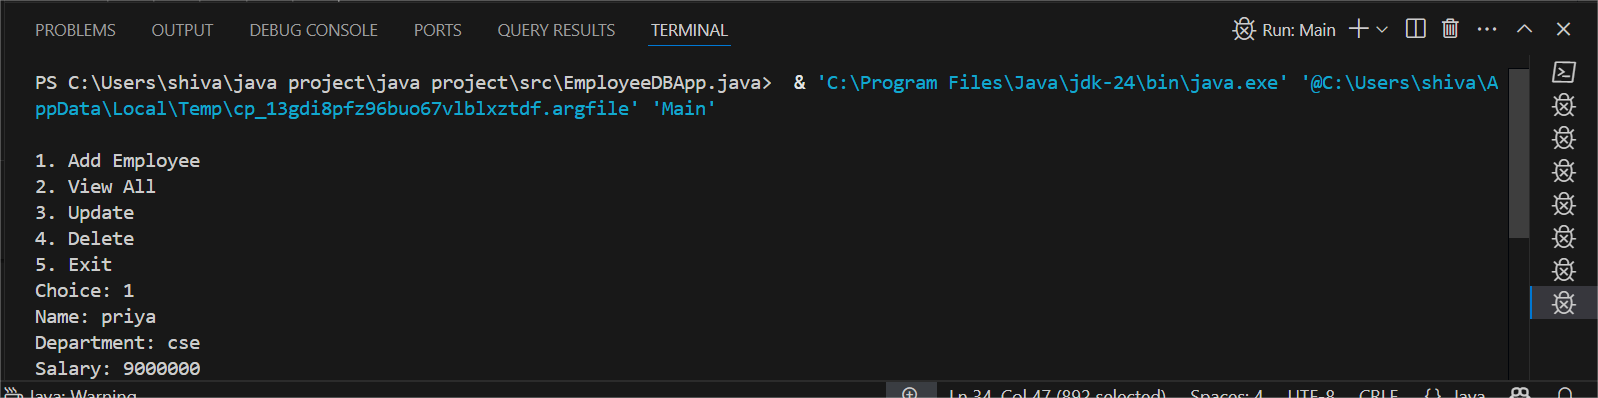 PROBLEMS OUTPUT DEBUG CONSOLE PORTS QUERY RESULTS TERMINAL Run: Main
PS C:\Users\shiva\java project\java project\src\EmployeeDBApp.java>  & 'C:\Program Files\Java\jdk-24\bin\java.exe' '@C:\Users\shiva\A
ppData\Local\Temp\cp_13gdi8pfz96buo67vlblxztdf.argfile' 'Main'
1. Add Employee
2. View All
3. Update
4. Delete
5. Exit
Choice: 1
Name: priya
Department: cse
Salary: 9000000
Java: Warning Ln 34, Col 47 (892 selected) Spaces: 4 UTF-8 CRLF {} Java